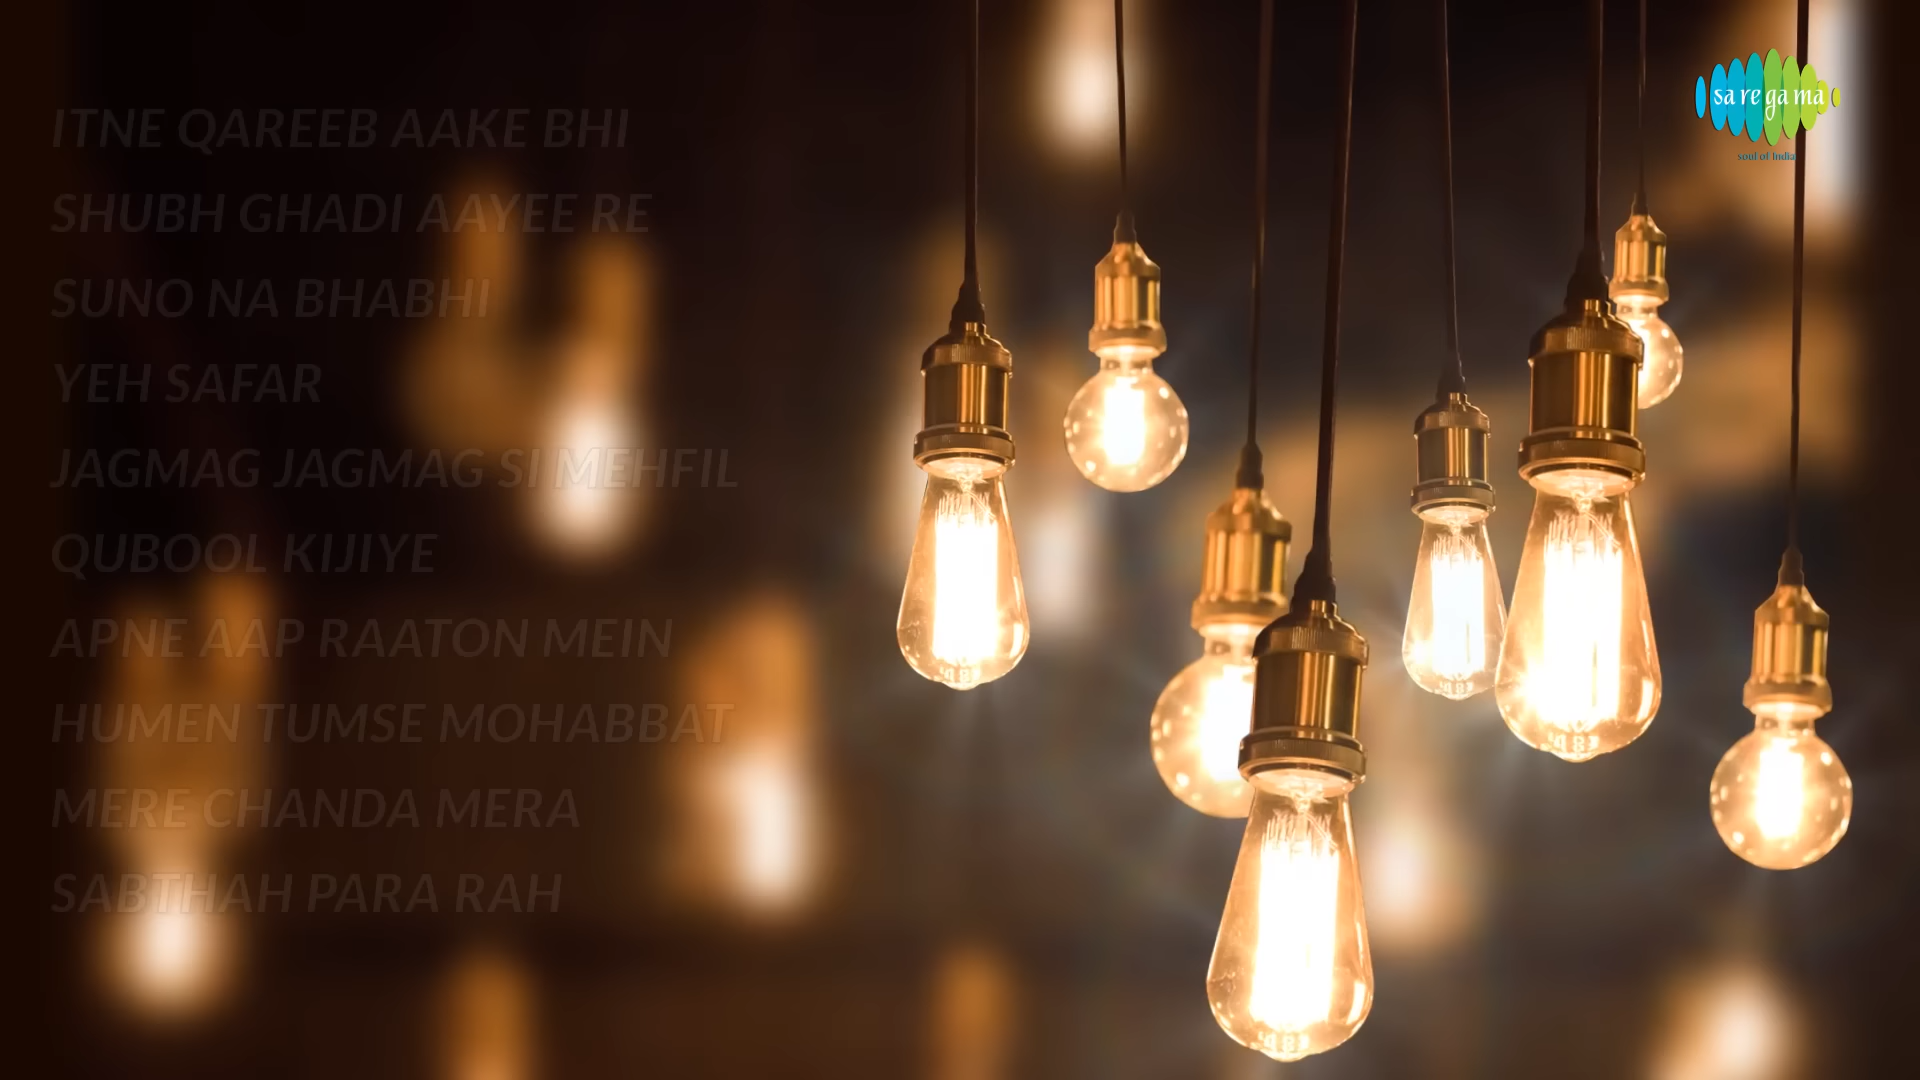 ITNE QAREEB AAKE BHI
SHUBH GHADI AAYEE RE
SUNO NA BHABHI
YEH SAFAR
JAGMAG JAGMAG SI MEHFIL
QUBOOL KIJIYE
APNE AAP RAATON MEIN
HUMEN TUMSE MOHABBAT
MERE CHANDA MERA
SABTHAH PARA RAH
sa re ga ma
soul of India